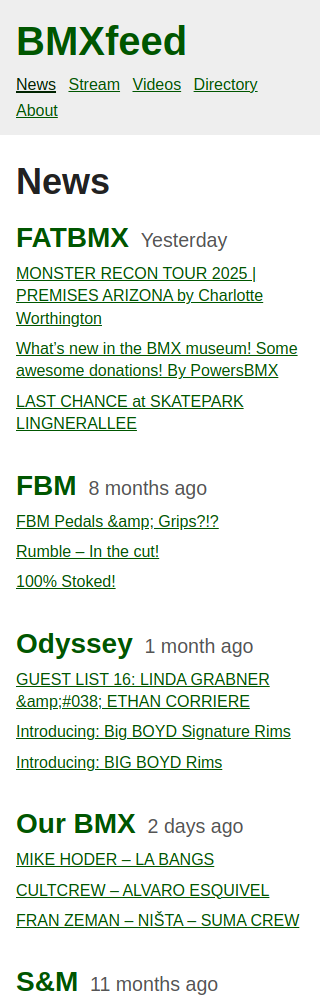 BMXfeed
News Stream Videos Directory
About
News
FATBMX Yesterday
MONSTER RECON TOUR 2025 |
PREMISES ARIZONA by Charlotte
Worthington
What's new in the BMX museum! Some
awesome donations! By PowersBMX
LAST CHANCE at SKATEPARK
LINGNERALLEE
FBM 8 months ago
FBM Pedals &amp; Grips?!?
Rumble – In the cut!
100% Stoked!
Odyssey 1 month ago
GUEST LIST 16: LINDA GRABNER
&amp;#038; ETHAN CORRIERE
Introducing: Big BOYD Signature Rims
Introducing: BIG BOYD Rims
Our BMX 2 days ago
MIKE HODER – LA BANGS
CULTCREW – ALVARO ESQUIVEL
FRAN ZEMAN – NIŠTA – SUMA CREW
S&M 11 months ago